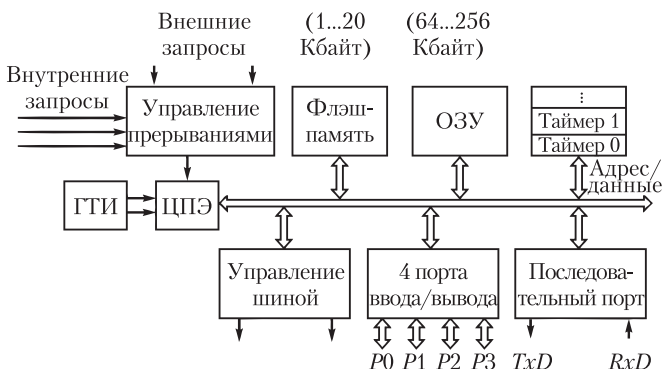 Внешние
запросы
(1...20
Кбайт)
(64...256
Кбайт)
Внутренние
запросы
Управление
прерываниями
Флэш-
память
ОЗУ
⋮
Таймер 1
Таймер 0
Адрес/
данные
ГТИ
ЦПЭ
Управление
шиной
4 порта
ввода/вывода
Последова-
тельный порт
P0 P1 P2 P3 TxD RxD